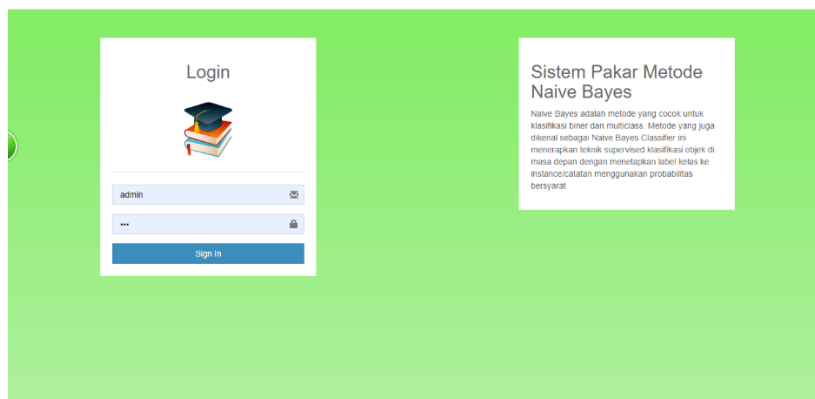 Login
admin
•••
Sign In
Sistem Pakar Metode
Naive Bayes
Naive Bayes adalah metode yang cocok untuk
klasifikasi biner dan multiclass. Metode yang juga
dikenal sebagai Naive Bayes Classifier ini
menerapkan teknik supervised klasifikasi objek di
masa depan dengan menetapkan label kelas ke
instance/catatan menggunakan probabilitas
bersyarat